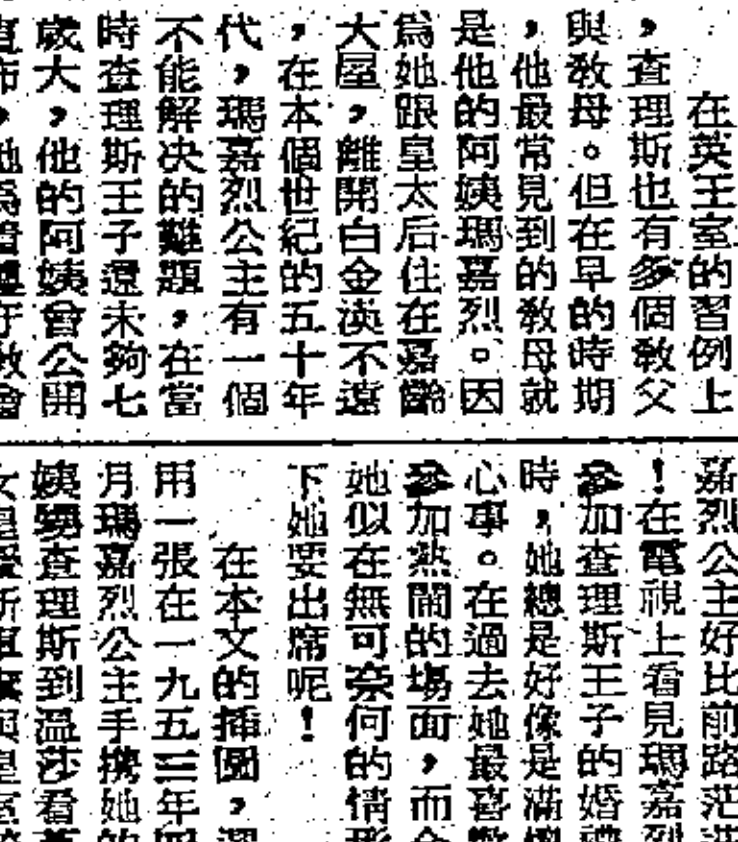 在英王室的習例上
，查理斯也有多個教父
與教母。但在早的時期
，他最常見到的教母就
是他的阿姨瑪嘉烈。因
爲她跟皇太后住在嘉齡
大屋，離開白金漢不遠
，在本個世紀的五十年
代，瑪嘉烈公主有一個
不能解决的難題，在當
時查理斯王子還未夠七
歲大，他的阿姨曾公開
嘉烈公主好比前路茫
！在電視上看見瑪嘉烈
參加查理斯王子的婚禮
時，她總是好像是滿懷
心事。在過去她最喜歡
參加熱鬧的塲面，而今
她似在無可奈何的情形
下她要出席呢！
在本文的插圖，選
用一張在一九五三年四
月瑪嘉烈公主手携她的
姨甥查理斯到溫莎看